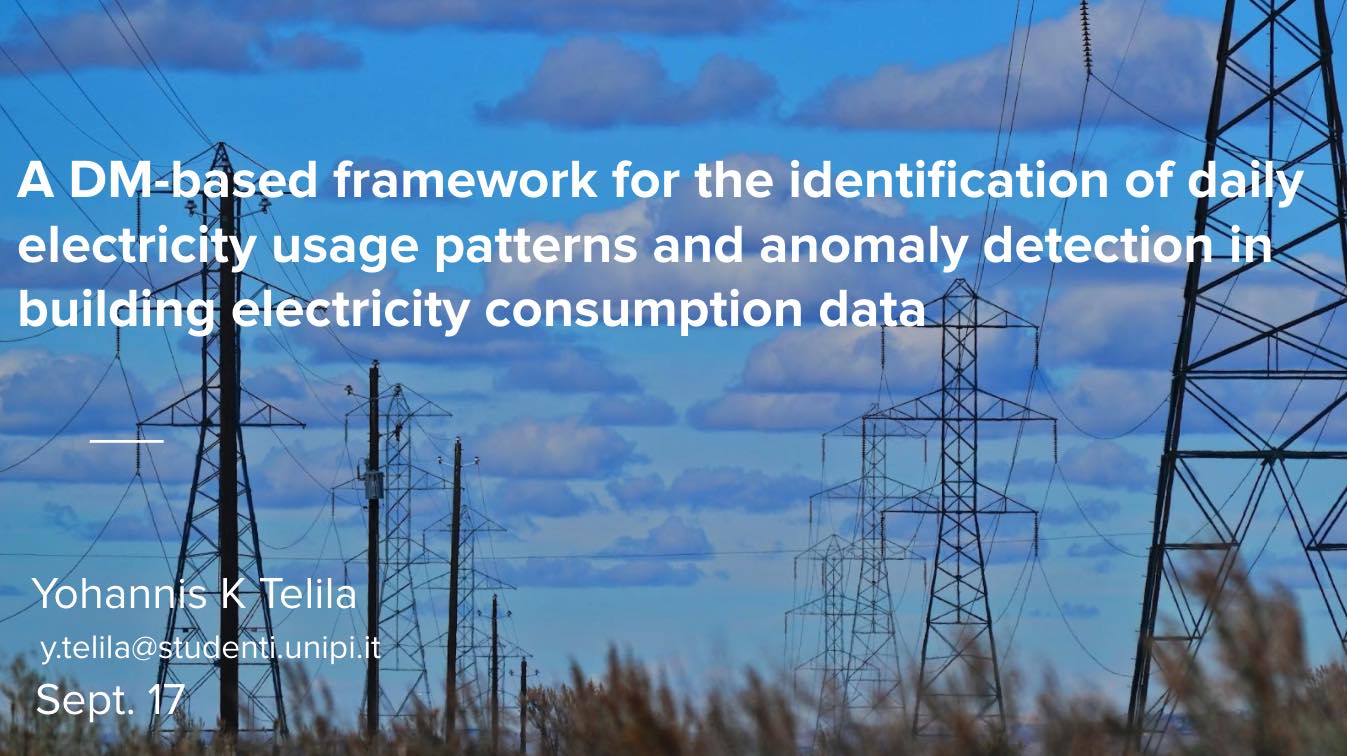 A DM-based framework for the identification of daily
electricity usage patterns and anomaly detection in
building electricity consumption data
Yohannis K Telila
y.telila@studenti.unipi.it
Sept. 17